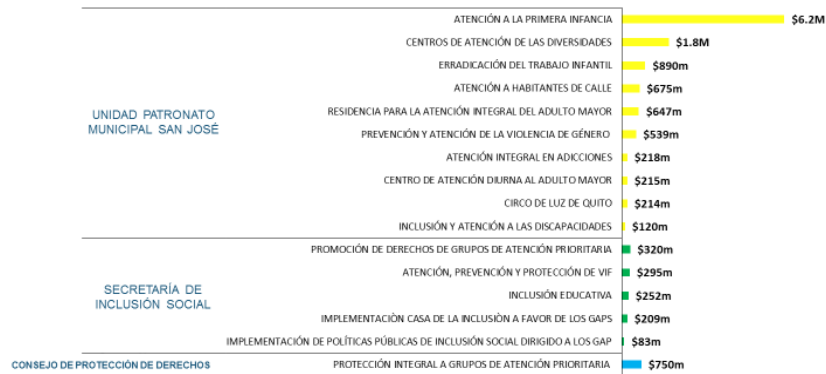 ATENCIÓN A LA PRIMERA INFANCIA $6.2M
CENTROS DE ATENCIÓN DE LAS DIVERSIDADES $1.8M
ERRADICACIÓN DEL TRABAJO INFANTIL $890m
ATENCIÓN A HABITANTES DE CALLE $675m
UNIDAD PATRONATO
MUNICIPAL SAN JOSÉ
RESIDENCIA PARA LA ATENCIÓN INTEGRAL DEL ADULTO MAYOR $647m
PREVENCIÓN Y ATENCIÓN DE LA VIOLENCIA DE GÉNERO $539m
ATENCIÓN INTEGRAL EN ADICCIONES $218m
CENTRO DE ATENCIÓN DIURNA AL ADULTO MAYOR $215m
CIRCO DE LUZ DE QUITO $214m
INCLUSIÓN Y ATENCIÓN A LAS DISCAPACIDADES $120m
PROMOCIÓN DE DERECHOS DE GRUPOS DE ATENCIÓN PRIORITARIA $320m
ATENCIÓN, PREVENCIÓN Y PROTECCIÓN DE VIF $295m
SECRETARÍA DE
INCLUSIÓN SOCIAL
INCLUSIÓN EDUCATIVA $252m
IMPLEMENTACIÒN CASA DE LA INCLUSIÒN A FAVOR DE LOS GAPS $209m
IMPLEMENTACIÓN DE POLÍTICAS PÚBLICAS DE INCLUSIÓN SOCIAL DIRIGIDO A LOS GAP $83m
CONSEJO DE PROTECCIÓN DE DERECHOS PROTECCIÓN INTEGRAL A GRUPOS DE ATENCIÓN PRIORITARIA $750m